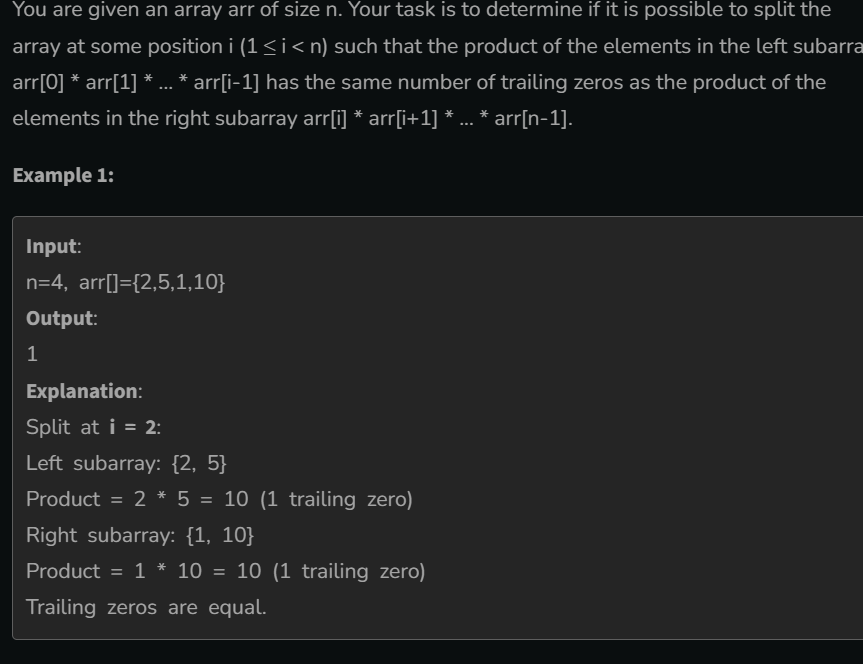 You are given an array arr of size n. Your task is to determine if it is possible to split the
array at some position i (1 ≤ i < n) such that the product of the elements in the left subarra
arr[0] * arr[1] * ... * arr[i-1] has the same number of trailing zeros as the product of the
elements in the right subarray arr[i] * arr[i+1] * ... * arr[n-1].
Example 1:
Input:
n=4, arr[]={2,5,1,10}
Output:
1
Explanation:
Split at i = 2:
Left subarray: {2, 5}
Product = 2 * 5 = 10 (1 trailing zero)
Right subarray: {1, 10}
Product = 1 * 10 = 10 (1 trailing zero)
Trailing zeros are equal.